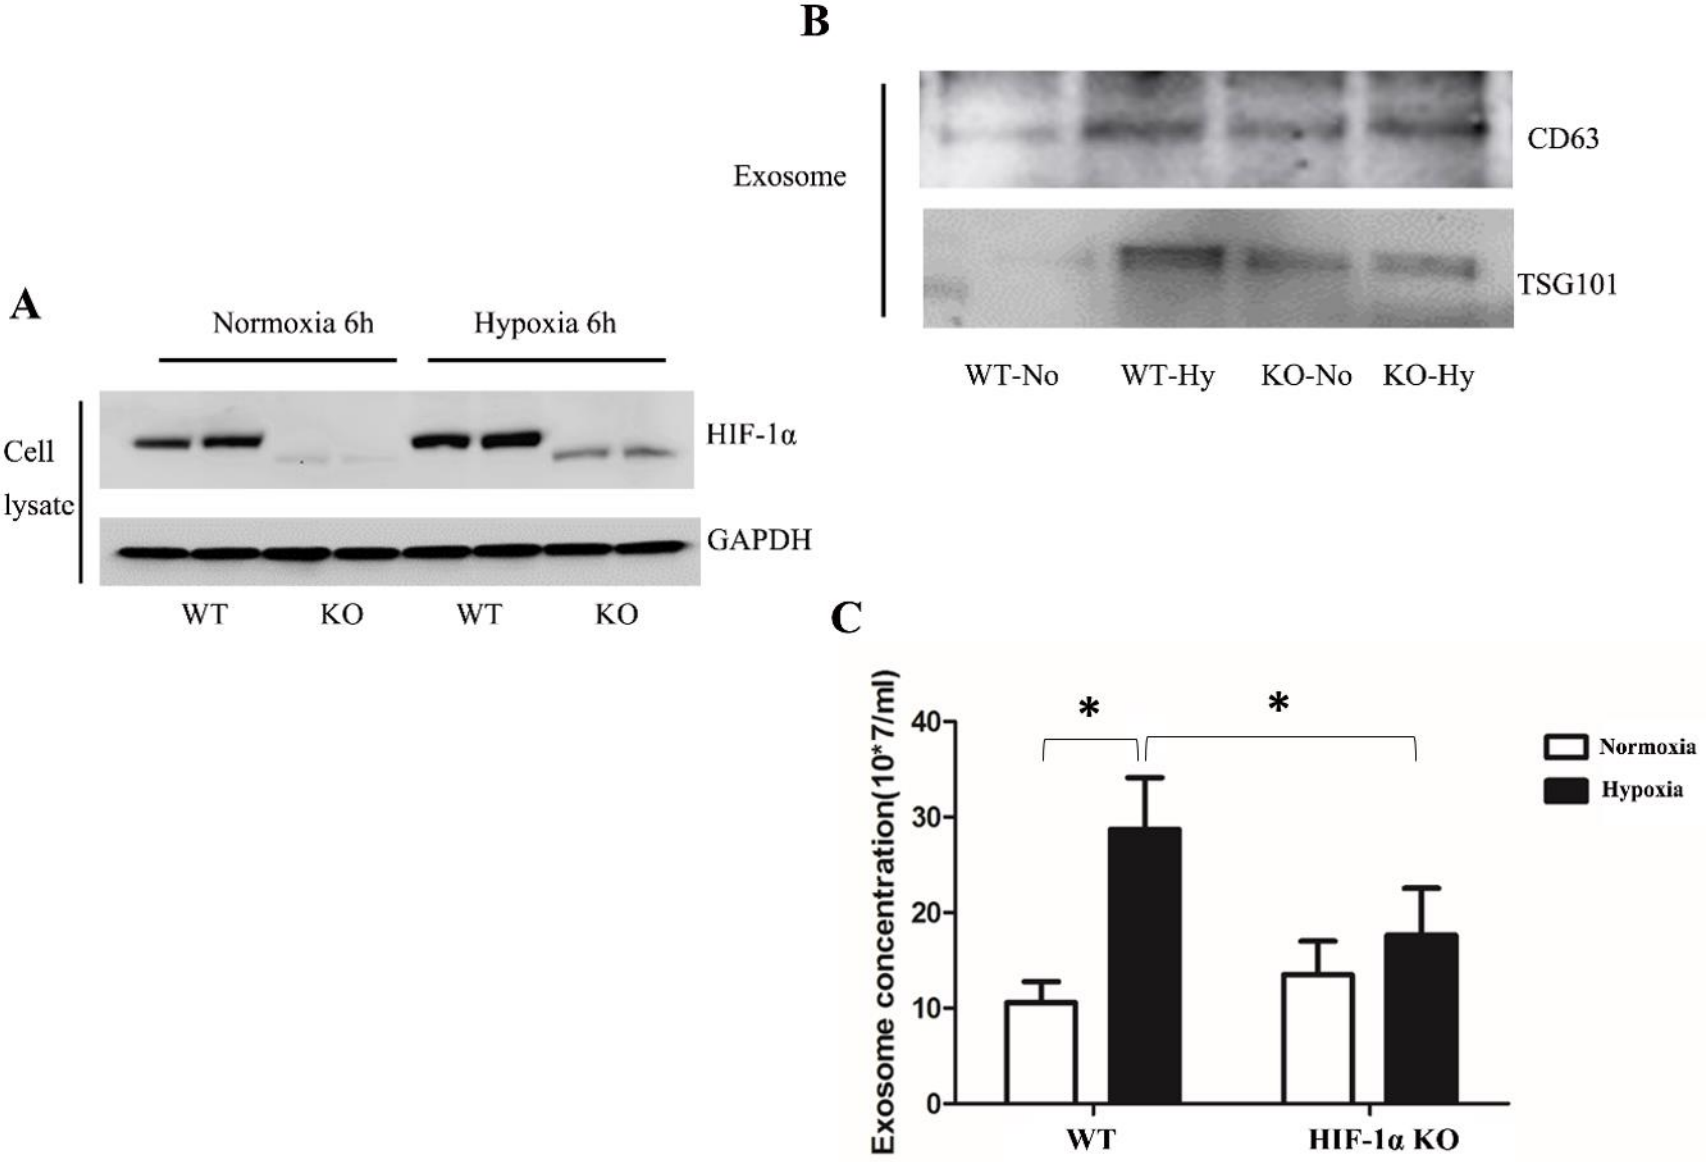 B
Exosome
CD63
TSG101
WT-No WT-Hy KO-No KO-Hy
A
Normoxia 6h Hypoxia 6h
Cell
lysate
HIF-1α
GAPDH
WT KO WT KO
C
Exosome concentration(10*7/ml)
40
30
20
10
0
* *
Normoxia
Hypoxia
WT HIF-1α KO